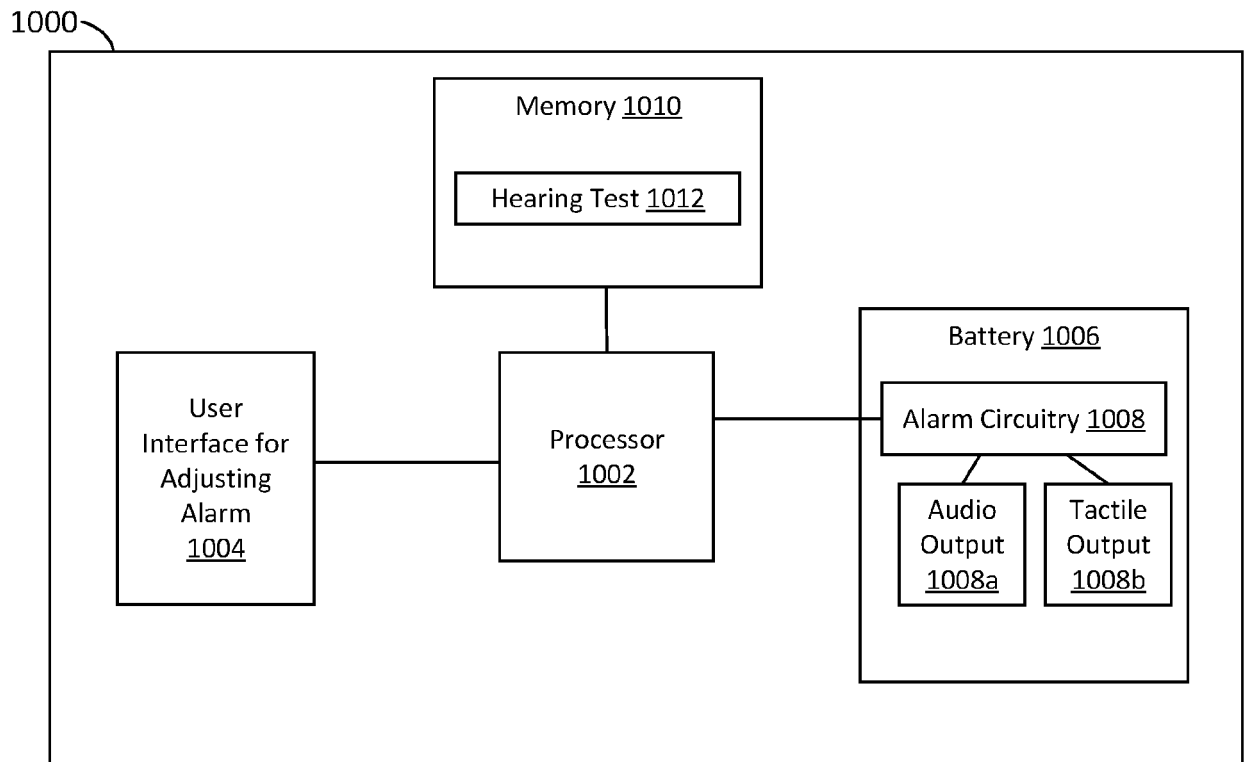 1000
Memory 1010
Hearing Test 1012
Battery 1006
Alarm Circuitry 1008
Audio
Output
1008a
Tactile
Output
1008b
Processor
1002
User
Interface for
Adjusting
Alarm
1004